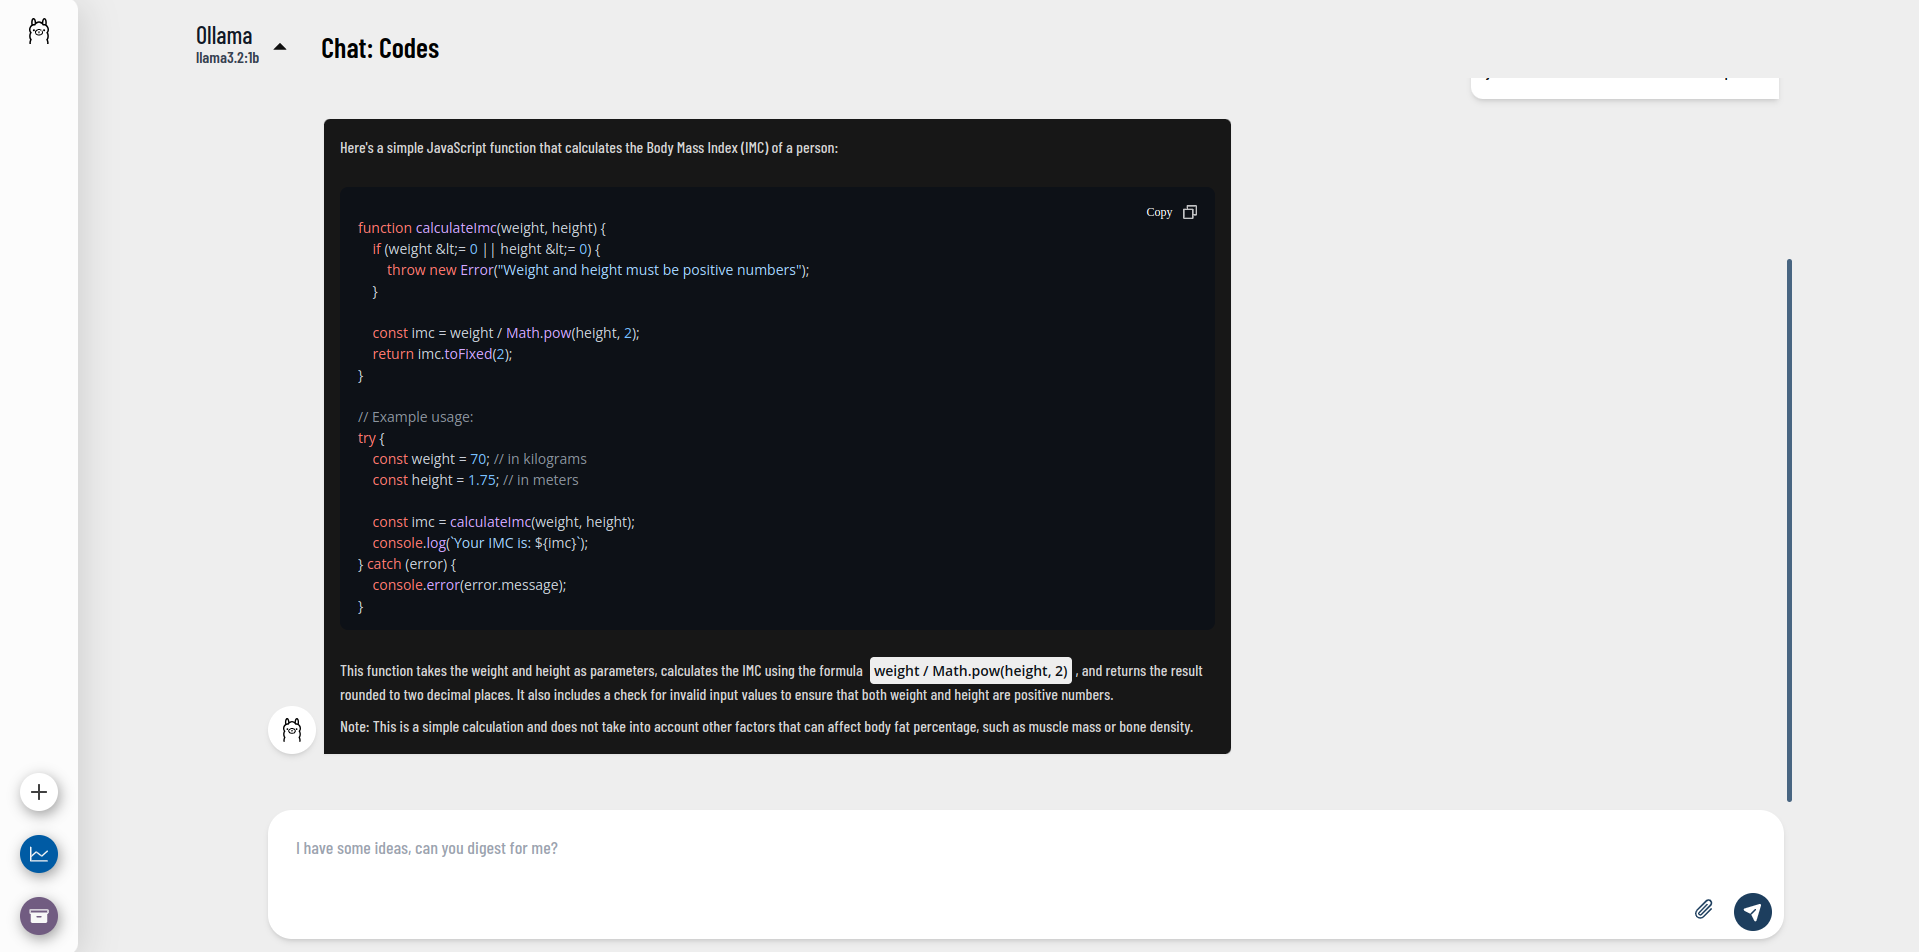 Ollama
llama3.2:1b
Chat: Codes
Here's a simple JavaScript function that calculates the Body Mass Index (IMC) of a person:
Copy
function calculateImc(weight, height) {
if (weight &lt;= 0 || height &lt;= 0) {
throw new Error("Weight and height must be positive numbers");
}
const imc = weight / Math.pow(height, 2);
return imc.toFixed(2);
}
// Example usage:
try {
const weight = 70; // in kilograms
const height = 1.75; // in meters
const imc = calculateImc(weight, height);
console.log(`Your IMC is: ${imc}`);
} catch (error) {
console.error(error.message);
}
This function takes the weight and height as parameters, calculates the IMC using the formula weight / Math.pow(height, 2) , and returns the result
rounded to two decimal places. It also includes a check for invalid input values to ensure that both weight and height are positive numbers.
Note: This is a simple calculation and does not take into account other factors that can affect body fat percentage, such as muscle mass or bone density.
I have some ideas, can you digest for me?